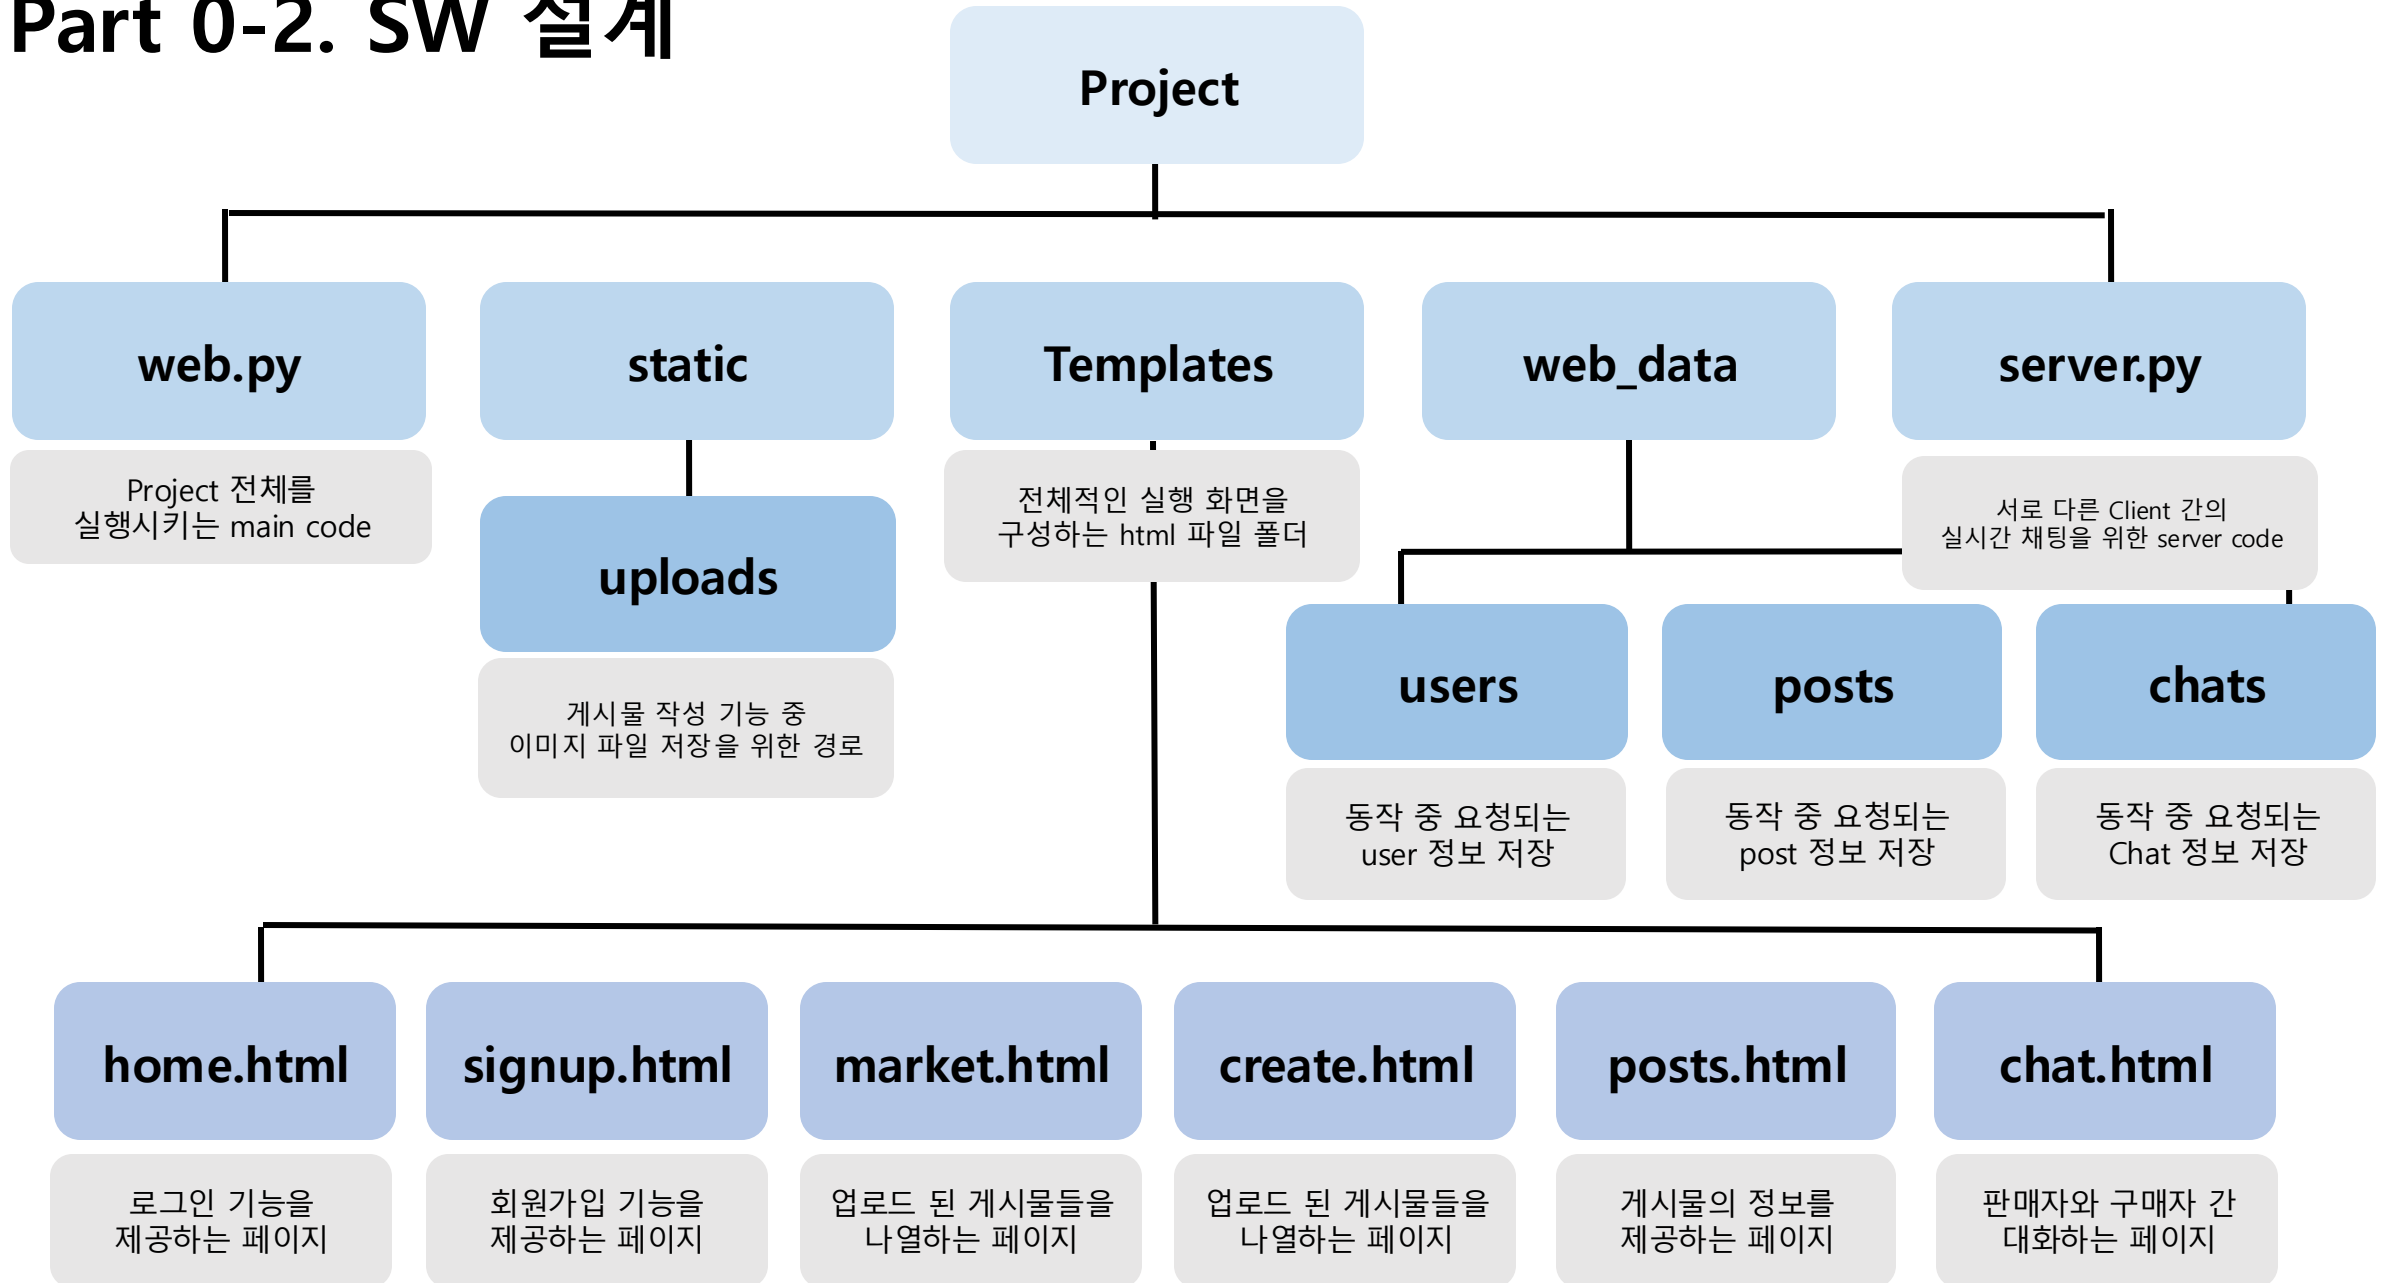 Part 0-2. SW 설계
Project
web.py
static
Templates
web_data
server.py
Project 전체를
실행시키는 main code
전체적인 실행 화면을
구성하는 html 파일 폴더
서로 다른 Client 간의
실시간 채팅을 위한 server code
uploads
게시물 작성 기능 중
이미지 파일 저장을 위한 경로
users
posts
chats
동작 중 요청되는
user 정보 저장
동작 중 요청되는
post 정보 저장
동작 중 요청되는
Chat 정보 저장
home.html
signup.html
market.html
create.html
posts.html
chat.html
로그인 기능을
제공하는 페이지
회원가입 기능을
제공하는 페이지
업로드 된 게시물들을
나열하는 페이지
업로드 된 게시물들을
나열하는 페이지
게시물의 정보를
제공하는 페이지
판매자와 구매자 간
대화하는 페이지